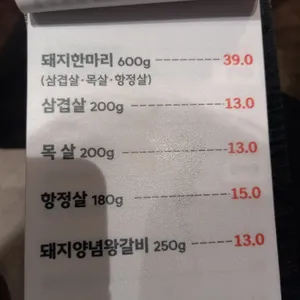 돼지한마리 600g ---------- 39.0
(삼겹살·목살·항정살)
삼겹살 200g ---------- 13.0
목 살 200g ---------- 13.0
항정살 180g ---------- 15.0
돼지양념왕갈비 250g ------- 13.0